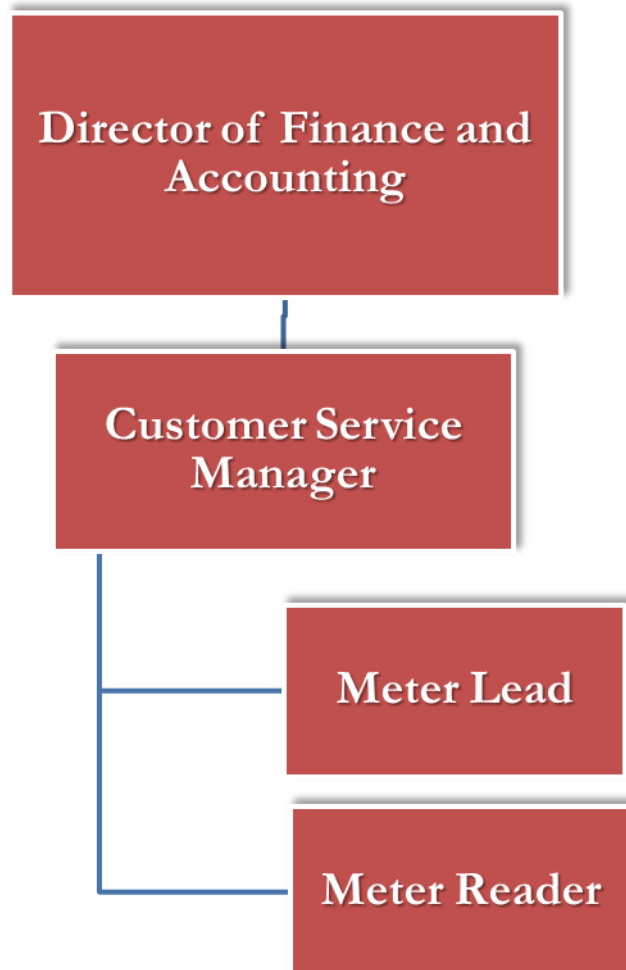 Director of Finance and
Accounting
Customer Service
Manager
Meter Lead
Meter Reader